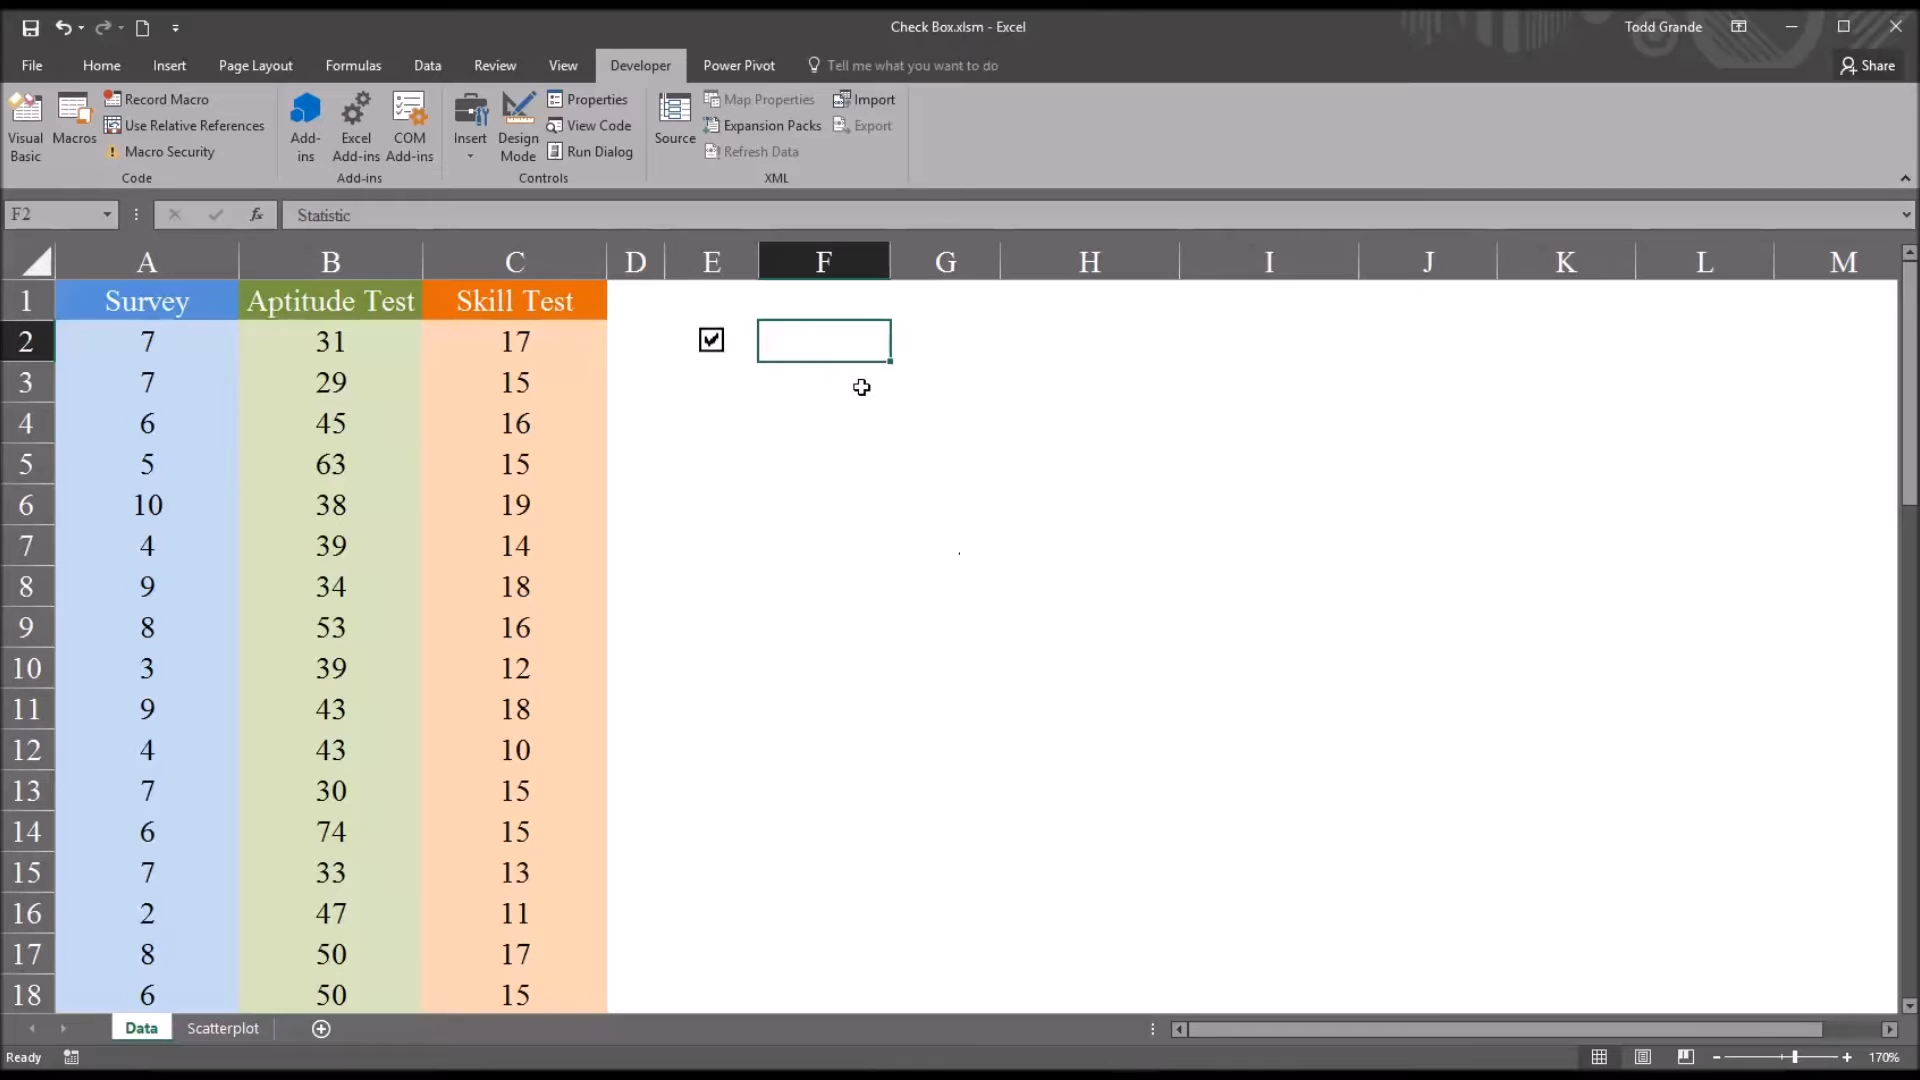 Check Box.xlsm - Excel
Todd Grande
File Home Insert Page Layout Formulas Data Review View Developer Power Pivot Tell me what you want to do Share
Visual Basic
Macros
Record Macro
Use Relative References
Macro Security
Code
Add-ins
Excel Add-ins
COM Add-ins
Add-ins
Insert
Design Mode
Properties
View Code
Run Dialog
Controls
Source
Map Properties
Expansion Packs
Refresh Data
Import
Export
XML
F2 fx Statistic
A B C D E F G H I J K L M
1 Survey Aptitude Test Skill Test
2 7 31 17
3 7 29 15
4 6 45 16
5 5 63 15
6 10 38 19
7 4 39 14
8 9 34 18
9 8 53 16
10 3 39 12
11 9 43 18
12 4 43 10
13 7 30 15
14 6 74 15
15 7 33 13
16 2 47 11
17 8 50 17
18 6 50 15
Data Scatterplot
Ready 170%